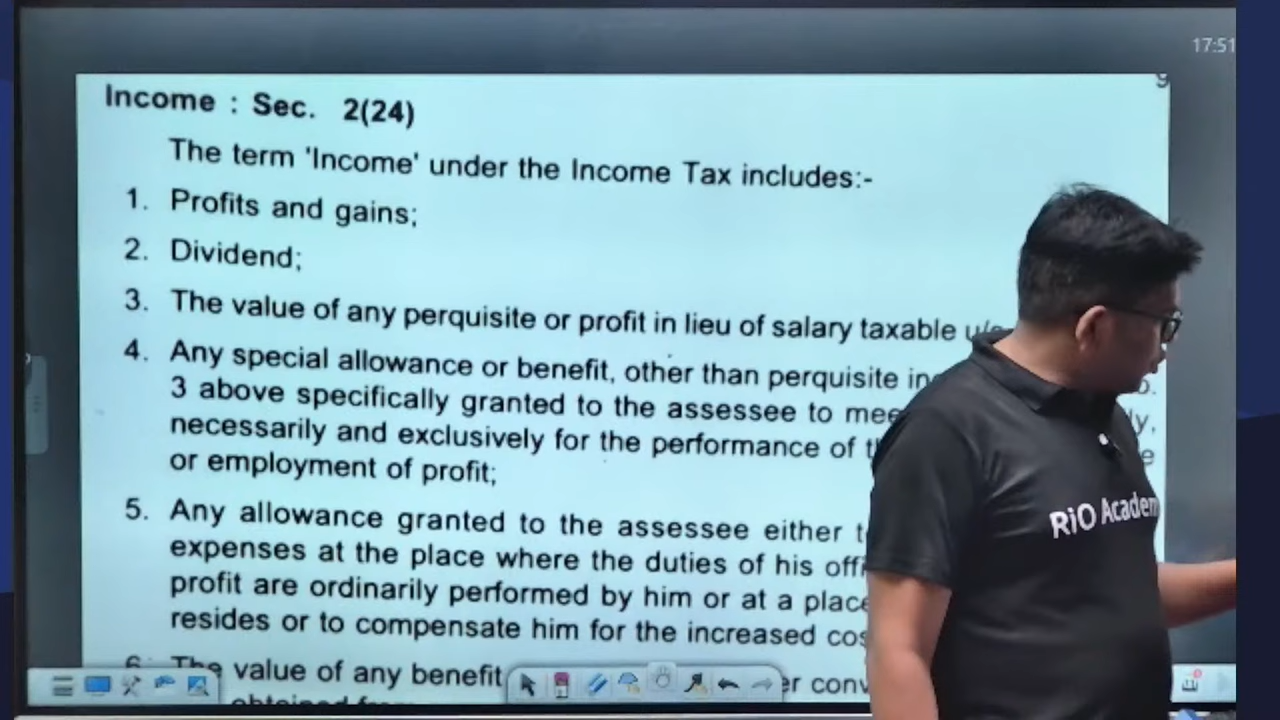 17:51
9
Income : Sec. 2(24)
The term 'Income' under the Income Tax includes:-
1. Profits and gains;
2. Dividend;
3. The value of any perquisite or profit in lieu of salary taxable
4. Any special allowance or benefit, other than perquisite
3 above specifically granted to the assessee to
necessarily and exclusively for the performance of
or employment of profit;
5. Any allowance granted to the assessee either
expenses at the place where the duties of his
profit are ordinarily performed by him or at a
resides or to compensate him for the increased
6. The value of any benefit
RiO Academ